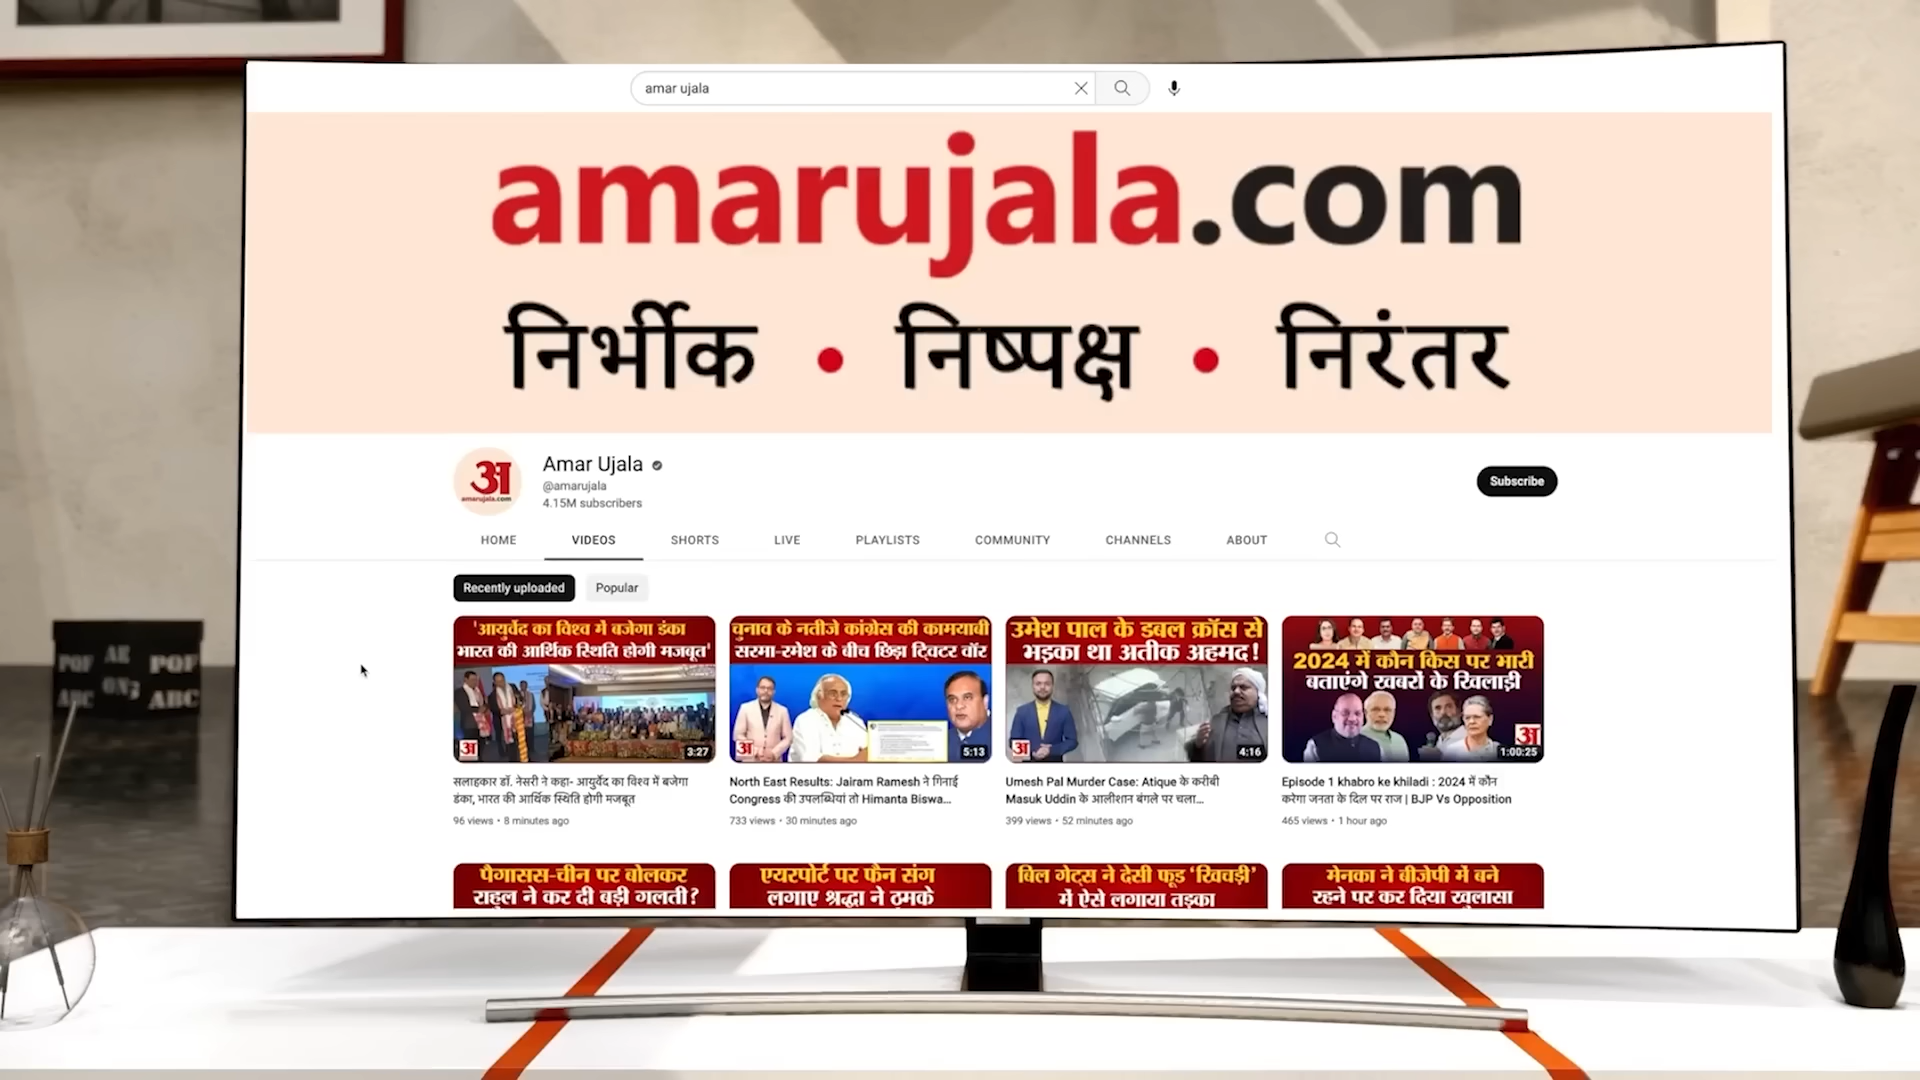 amar ujala
amarujala.com
निर्भीक • निष्पक्ष • निरंतर
अ
amarujala.com
Amar Ujala
@amarujala
4.15M subscribers
Subscribe
HOME VIDEOS SHORTS LIVE PLAYLISTS COMMUNITY CHANNELS ABOUT
Recently uploaded Popular
'आयुर्वेद का विश्व में बजेगा डंका
भारत की आर्थिक स्थिति होगी मजबूत'
अ
3:27
सलाहकार डॉ. नेसरी ने कहा- आयुर्वेद का विश्व में बजेगा
डंका, भारत की आर्थिक स्थिति होगी मजबूत
96 views • 8 minutes ago
चुनाव के नतीजे कांग्रेस की कामयाबी
सरमा-रमेश के बीच छिड़ा ट्विटर वॉर
अ
5:13
North East Results: Jairam Ramesh ने गिनाई
Congress की उपलब्धियां तो Himanta Biswa...
733 views • 30 minutes ago
उमेश पाल के डबल क्रॉस से
भड़का था अतीक अहमद!
अ
4:16
Umesh Pal Murder Case: Atique के करीबी
Masuk Uddin के आलीशान बंगले पर चला...
399 views • 52 minutes ago
2024 में कौन किस पर भारी
बताएंगे खबरों के खिलाड़ी
अ
1:00:25
Episode 1 khabro ke khiladi : 2024 में कौन
करेगा जनता के दिल पर राज | BJP Vs Opposition
465 views • 1 hour ago
पैगासस-चीन पर बोलकर
राहुल ने कर दी बड़ी गलती?
एयरपोर्ट पर फैन संग
लगाए श्रद्धा ने ठुमके
बिल गेट्स ने देसी फूड 'खिचड़ी'
में ऐसे लगाया तड़का
मेनका ने बीजेपी में बने
रहने पर कर दिया खुलासा